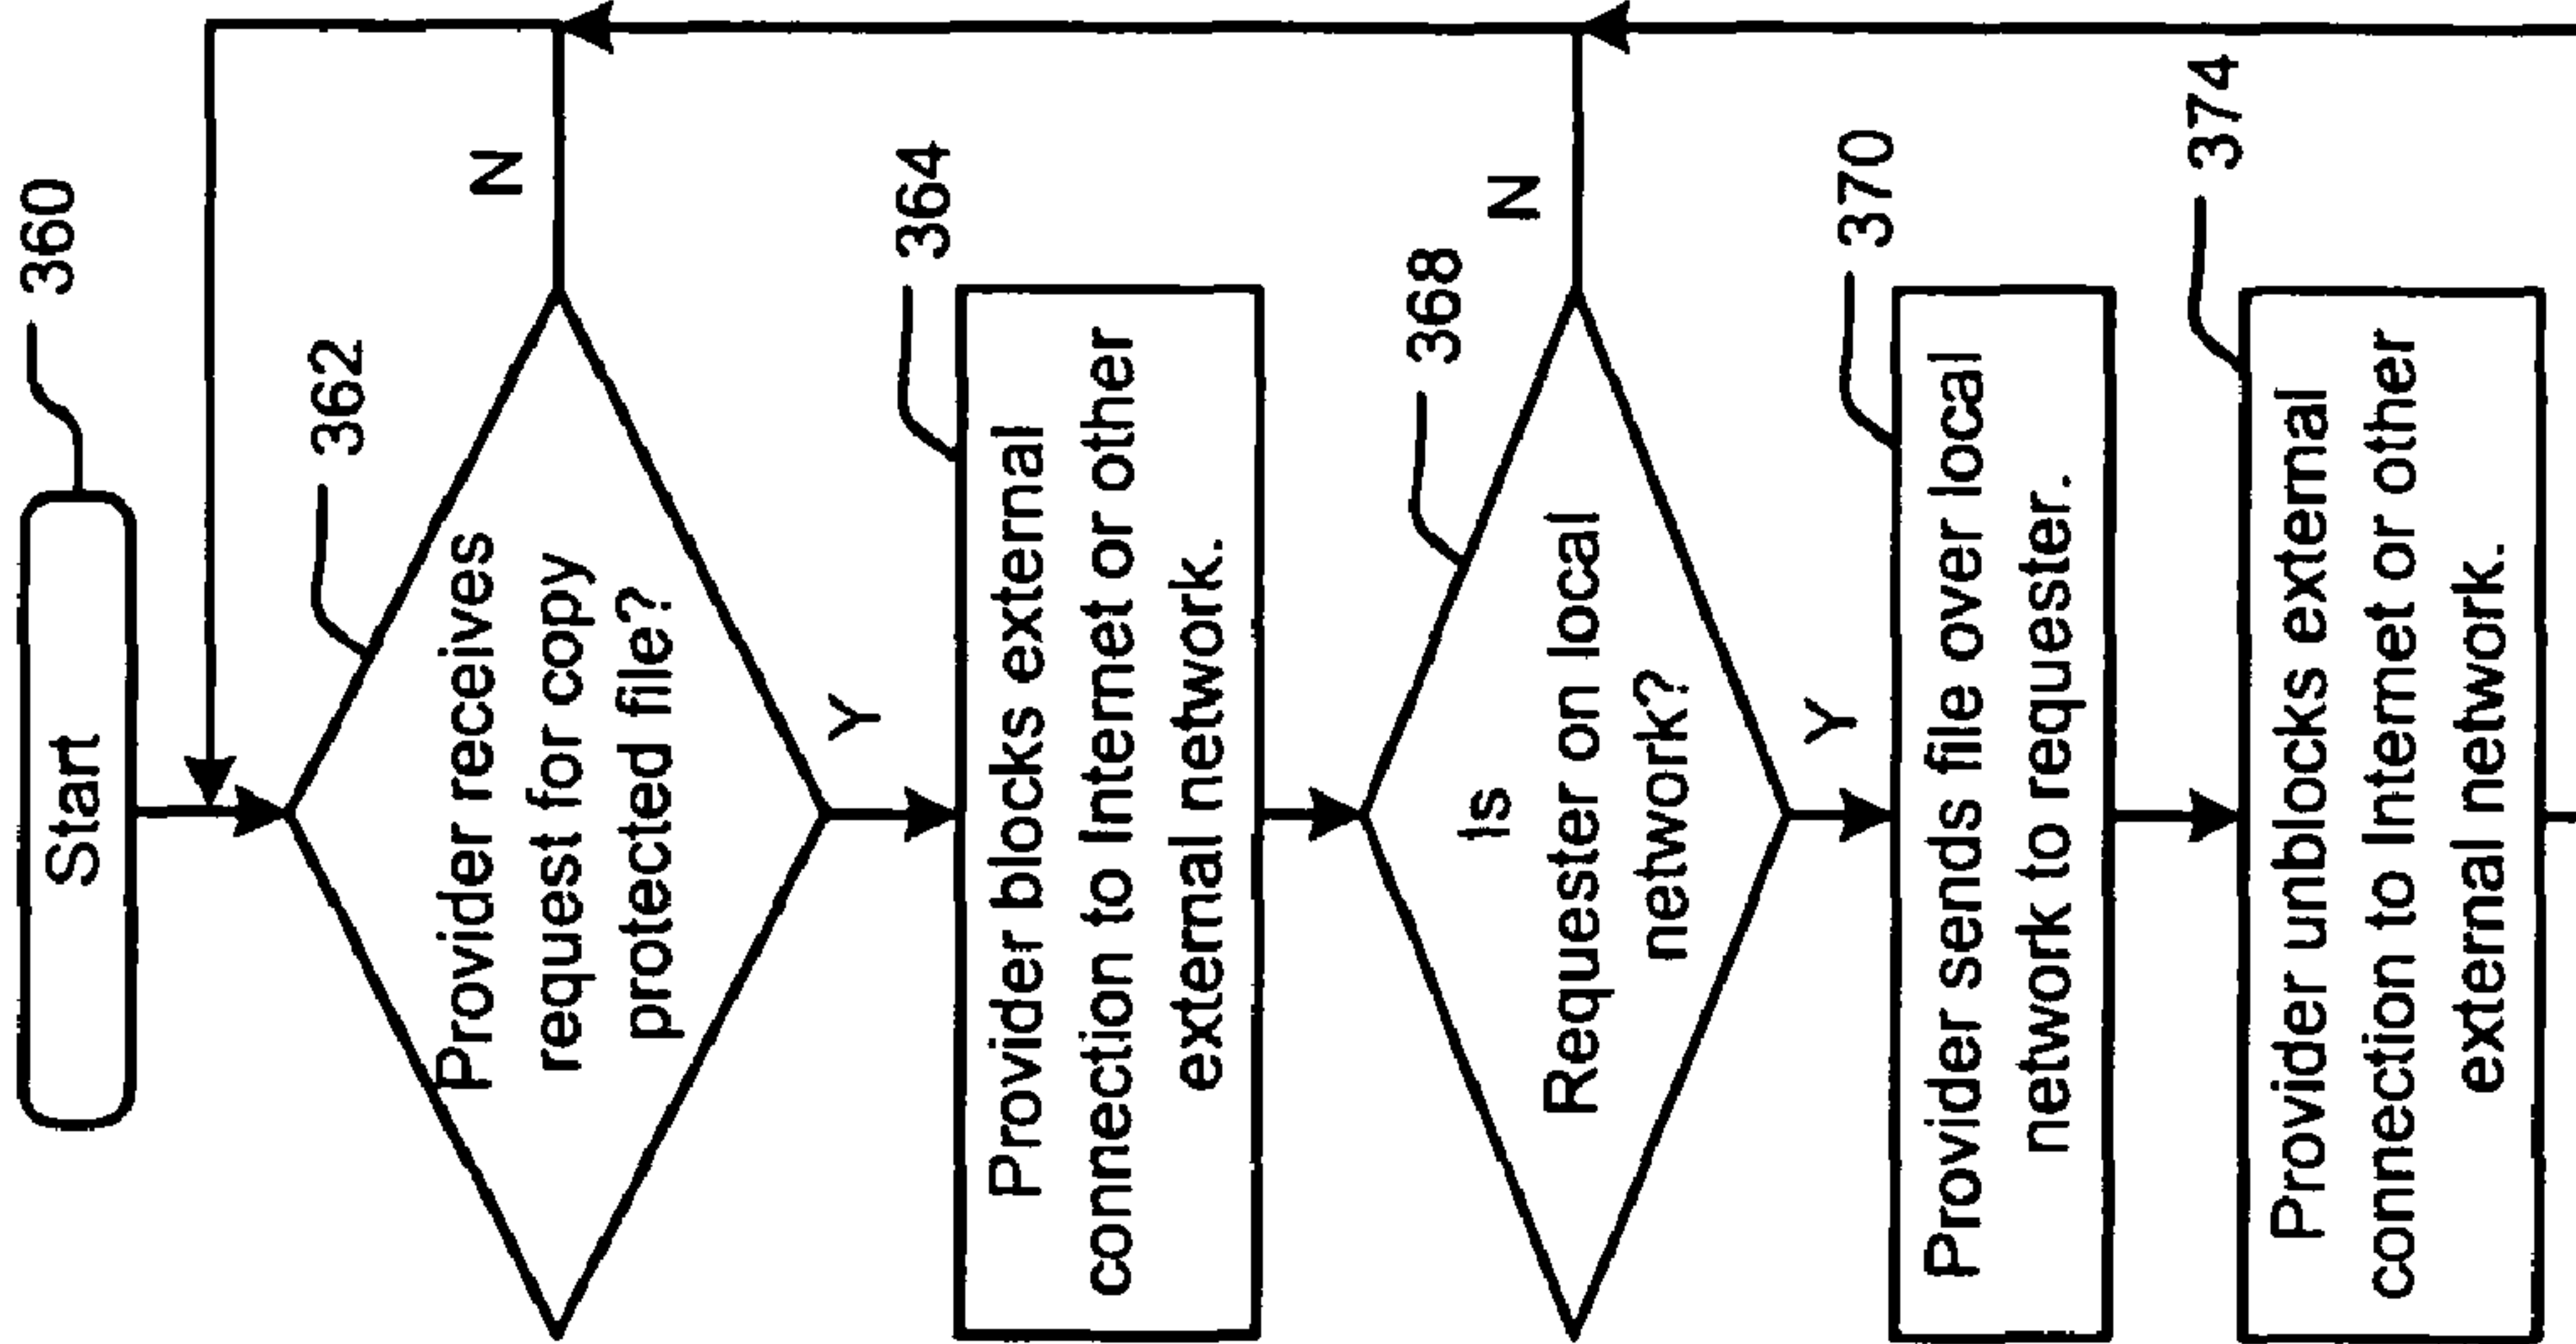 Start
360
Provider receives
request for copy
protected file?
362
N
Y
Provider blocks external
connection to Internet or other
external network.
364
Is
Requester on local
network?
368
N
Y
Provider sends file over local
network to requester.
370
Provider unblocks external
connection to Internet or other
external network.
374